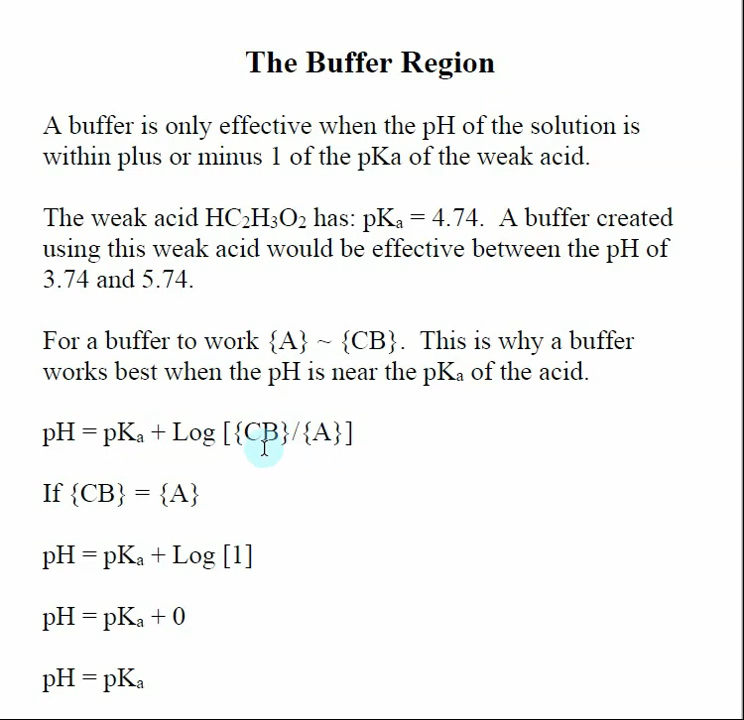 The Buffer Region
A buffer is only effective when the pH of the solution is
within plus or minus 1 of the pKa of the weak acid.
The weak acid HC₂H₃O₂ has: pKₐ = 4.74.  A buffer created
using this weak acid would be effective between the pH of
3.74 and 5.74.
For a buffer to work {A} ~ {CB}.  This is why a buffer
works best when the pH is near the pKₐ of the acid.
pH = pKₐ + Log [{CB}/{A}]
If {CB} = {A}
pH = pKₐ + Log [1]
pH = pKₐ + 0
pH = pKₐ